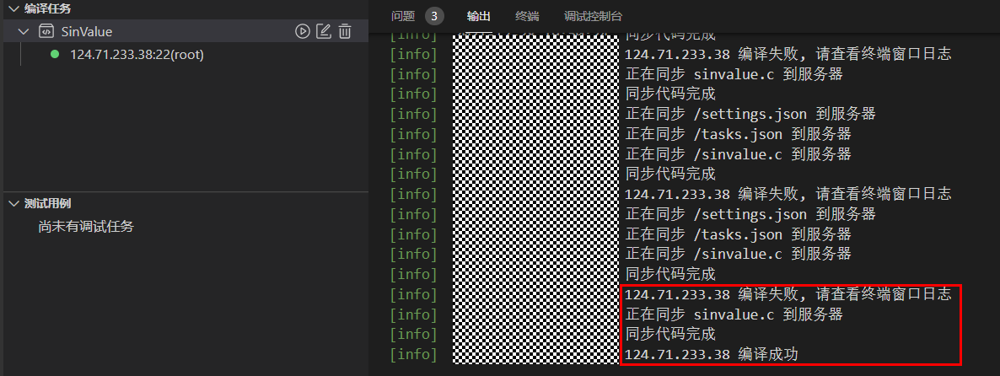 编译任务
SinValue
124.71.233.38:22(root)
测试用例
尚未有调试任务
问题 3 输出 终端 调试控制台
[info] 同步代码完成
[info] 124.71.233.38 编译失败, 请查看终端窗口日志
[info] 正在同步 sinvalue.c 到服务器
[info] 同步代码完成
[info] 正在同步 /settings.json 到服务器
[info] 正在同步 /tasks.json 到服务器
[info] 正在同步 /sinvalue.c 到服务器
[info] 同步代码完成
[info] 124.71.233.38 编译失败, 请查看终端窗口日志
[info] 正在同步 /settings.json 到服务器
[info] 正在同步 /tasks.json 到服务器
[info] 正在同步 /sinvalue.c 到服务器
[info] 同步代码完成
[info] 124.71.233.38 编译失败, 请查看终端窗口日志
[info] 正在同步 sinvalue.c 到服务器
[info] 同步代码完成
[info] 124.71.233.38 编译成功